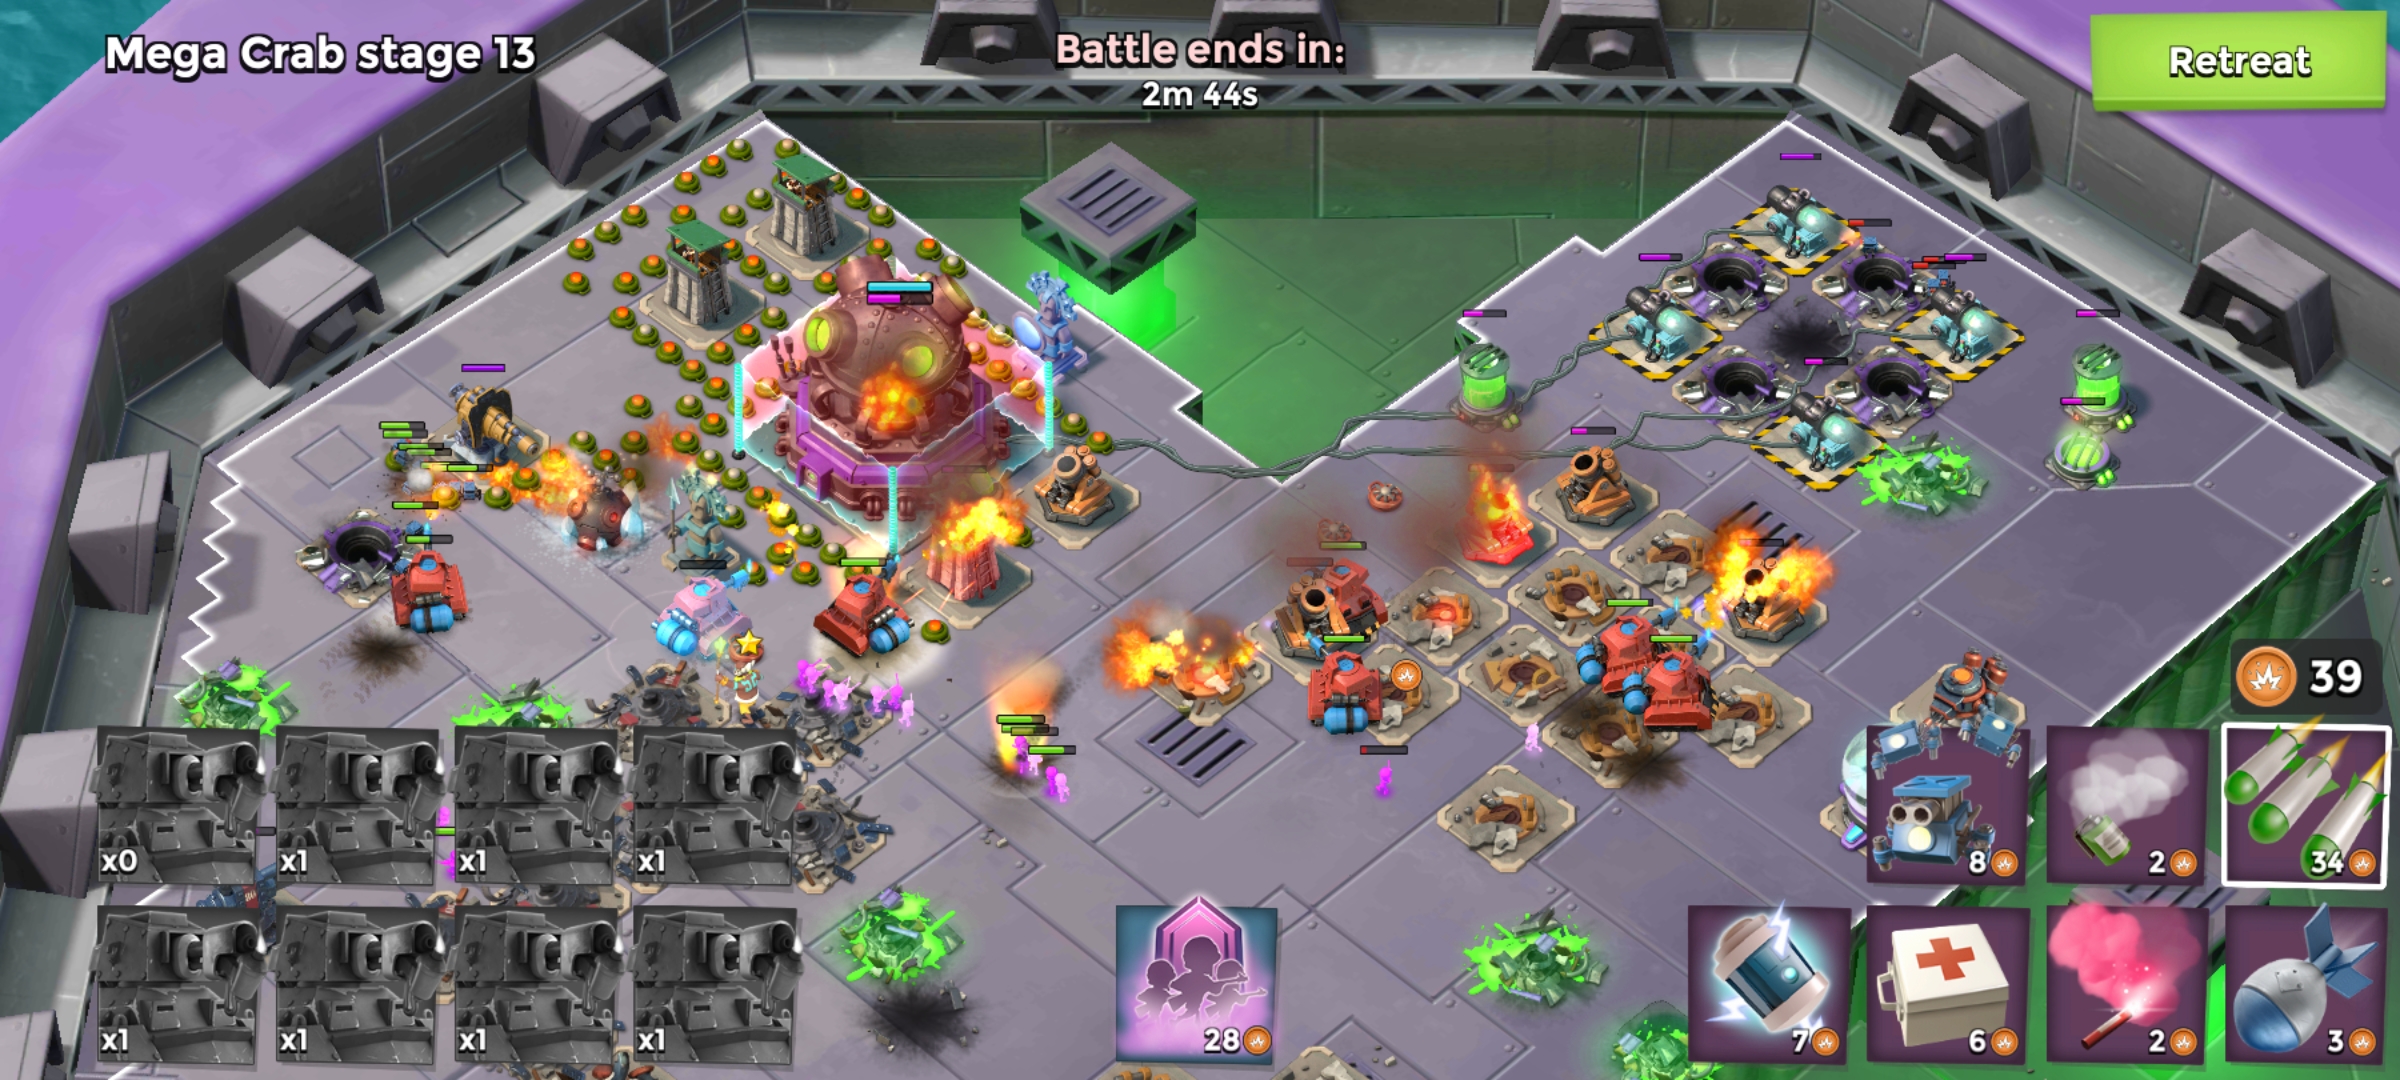 Mega Crab stage 13
Battle ends in:
2m 44s
Retreat
39
x0
x1
x1
x1
8
2
34
x1
x1
x1
x1
28
7
6
2
3